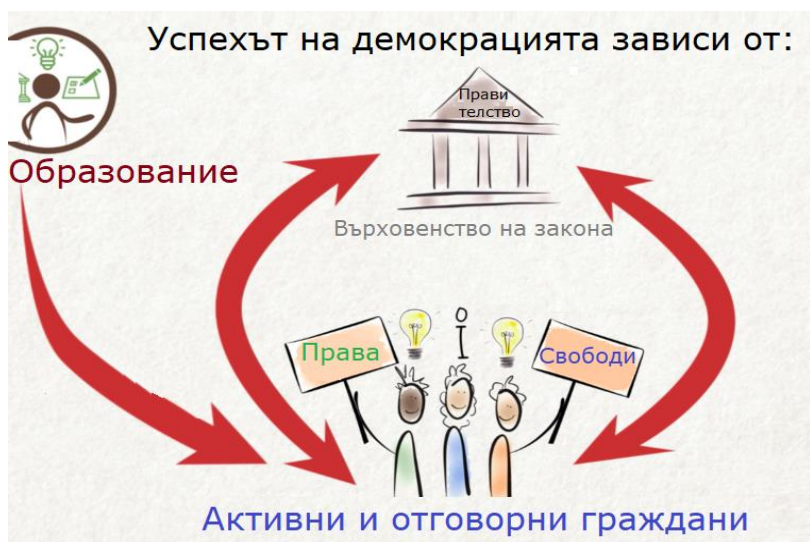 Успехът на демокрацията зависи от:
Прави
телство
Образование
Върховенство на закона
Права
Свободи
Активни и отговорни граждани